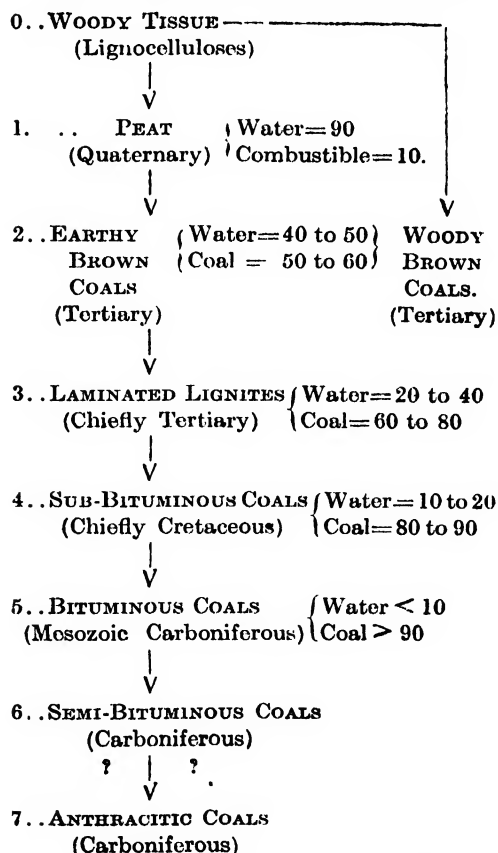 0..WOODY TISSUE
(Lignocelluloses)
1. .. PEAT { Water=90
(Quaternary) { Combustible=10.
2..EARTHY { Water=40 to 50} WOODY
BROWN { Coal = 50 to 60} BROWN
COALS COALS.
(Tertiary) (Tertiary)
3..LAMINATED LIGNITES { Water=20 to 40
(Chiefly Tertiary) { Coal=60 to 80
4..SUB-BITUMINOUS COALS { Water=10 to 20
(Chiefly Cretaceous) { Coal=80 to 90
5..BITUMINOUS COALS { Water < 10
(Mesozoic Carboniferous) { Coal > 90
6..SEMI-BITUMINOUS COALS
(Carboniferous)
? ?
7..ANTHRACITIC COALS
(Carboniferous)